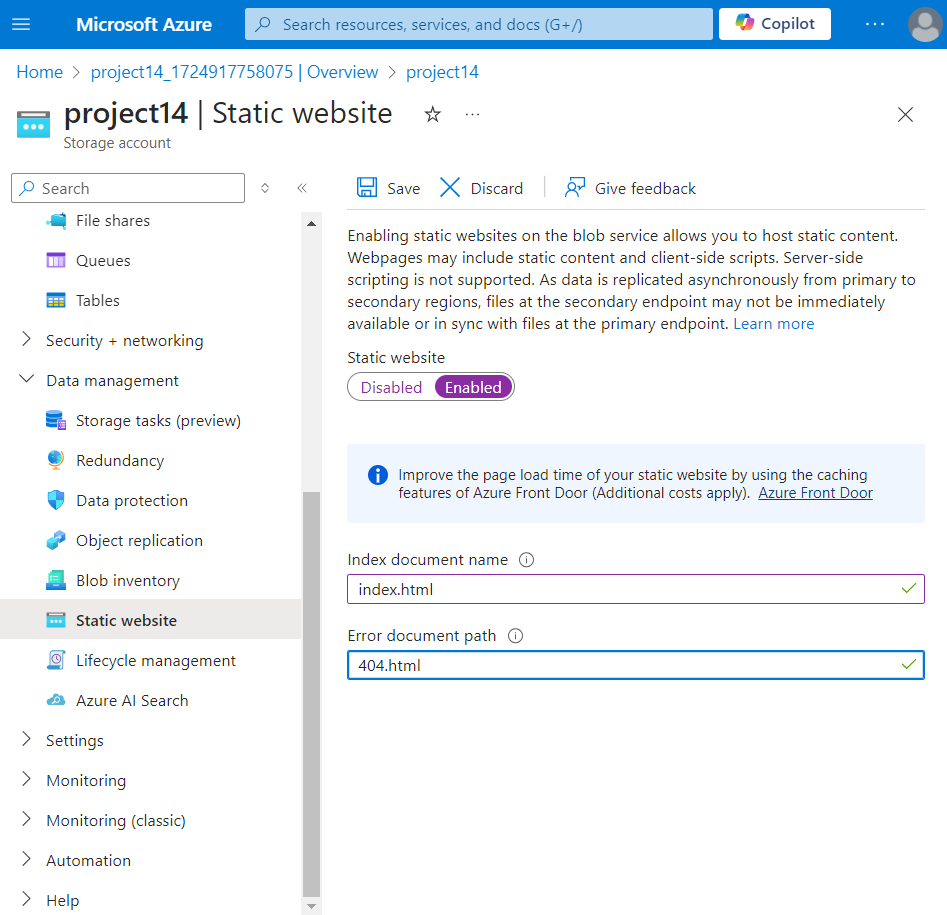 Microsoft Azure
Search resources, services, and docs (G+/)
Copilot
Home > project14_1724917758075 | Overview > project14
project14 | Static website
Storage account
Search
File shares
Queues
Tables
Security + networking
Data management
Storage tasks (preview)
Redundancy
Data protection
Object replication
Blob inventory
Static website
Lifecycle management
Azure AI Search
Settings
Monitoring
Monitoring (classic)
Automation
Help
Save
Discard
Give feedback
Enabling static websites on the blob service allows you to host static content.
Webpages may include static content and client-side scripts. Server-side
scripting is not supported. As data is replicated asynchronously from primary to
secondary regions, files at the secondary endpoint may not be immediately
available or in sync with files at the primary endpoint. Learn more
Static website
Disabled Enabled
Improve the page load time of your static website by using the caching
features of Azure Front Door (Additional costs apply). Azure Front Door
Index document name
index.html
Error document path
404.html